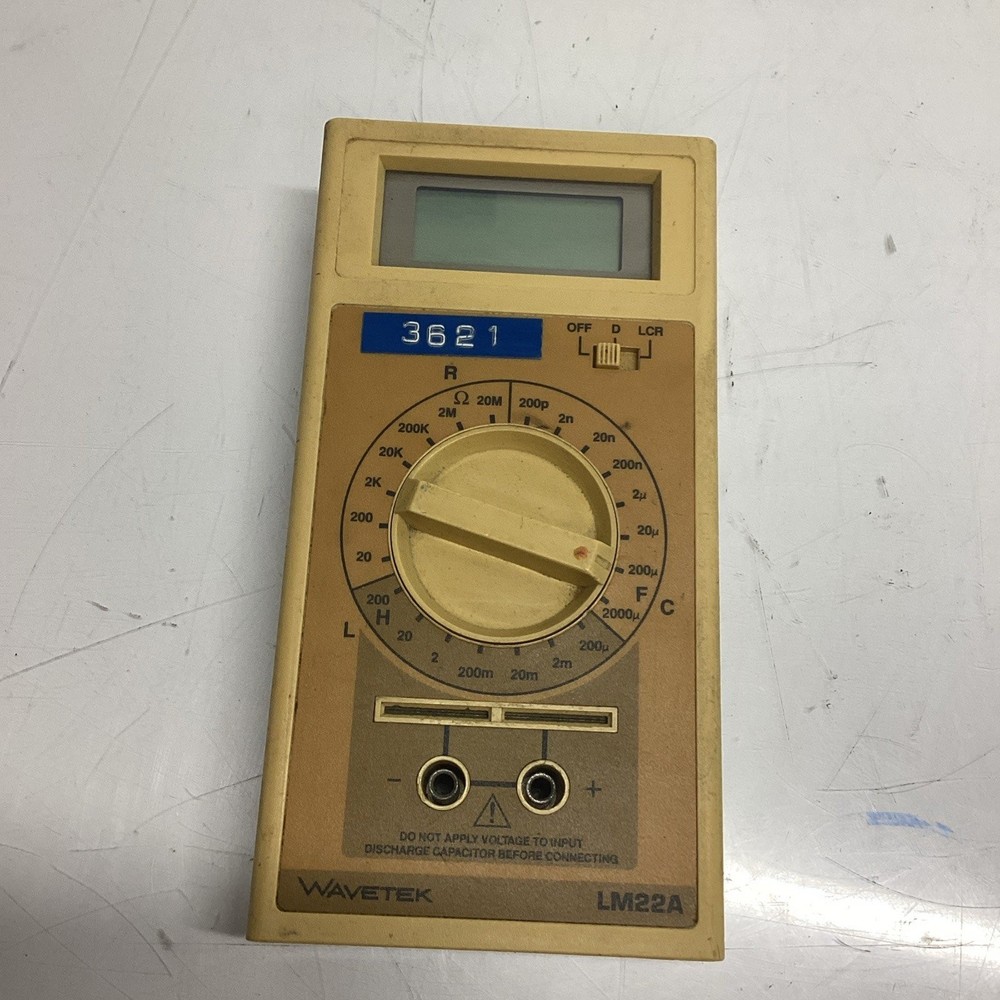 3621
OFF D LCR
R
Ω 20M
2M
200K
20K
2K
200
20
200p
2n
20n
200n
2µ
20µ
200µ
F
2000µ
C
L
200
H
20
2
200m
20m
2m
200µ
- +
DO NOT APPLY VOLTAGE TO INPUT
DISCHARGE CAPACITOR BEFORE CONNECTING
WAVETEK LM22A